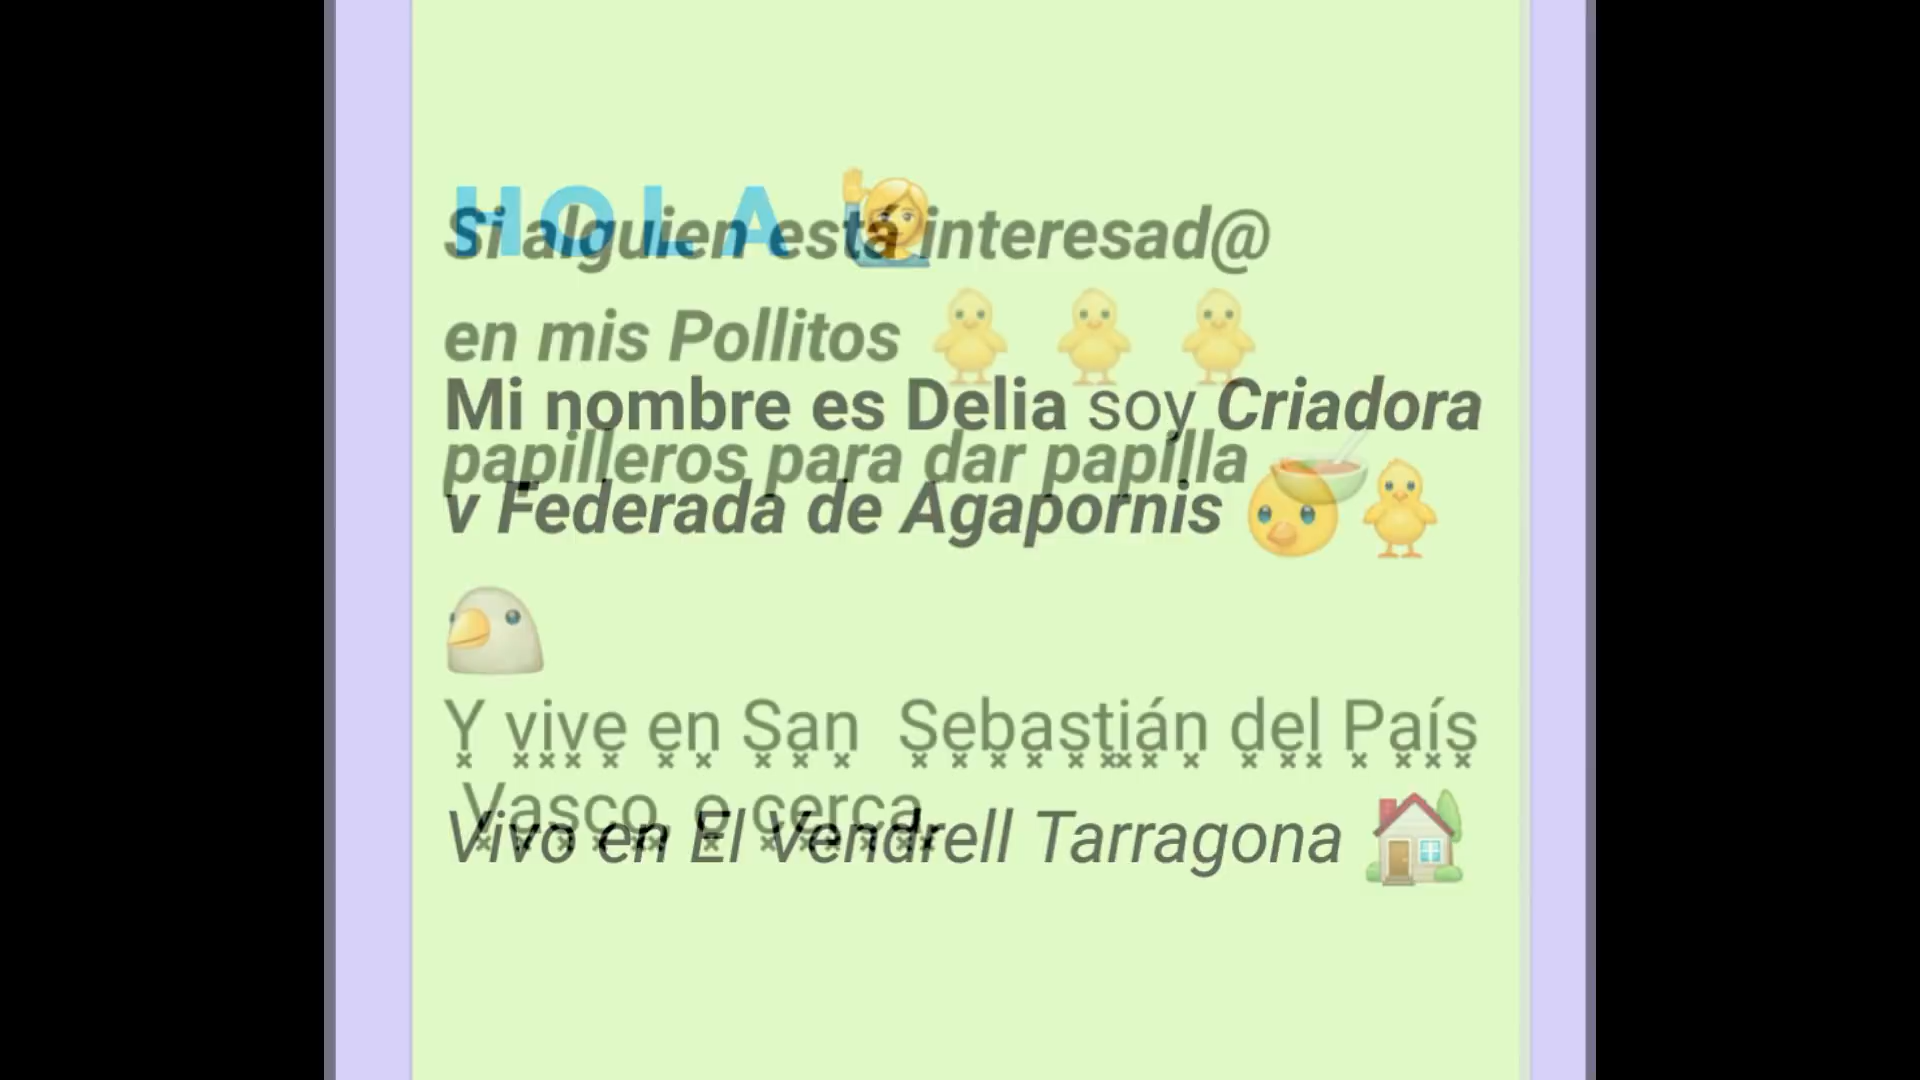 HOLA
Si alguien está interesad@
en mis Pollitos
Mi nombre es Delia soy Criadora
papilleros para dar papilla
y Federada de Agapornis
Y vive en San Sebastián del País
Vasco o cerca,
Vivo en El Vendrell Tarragona